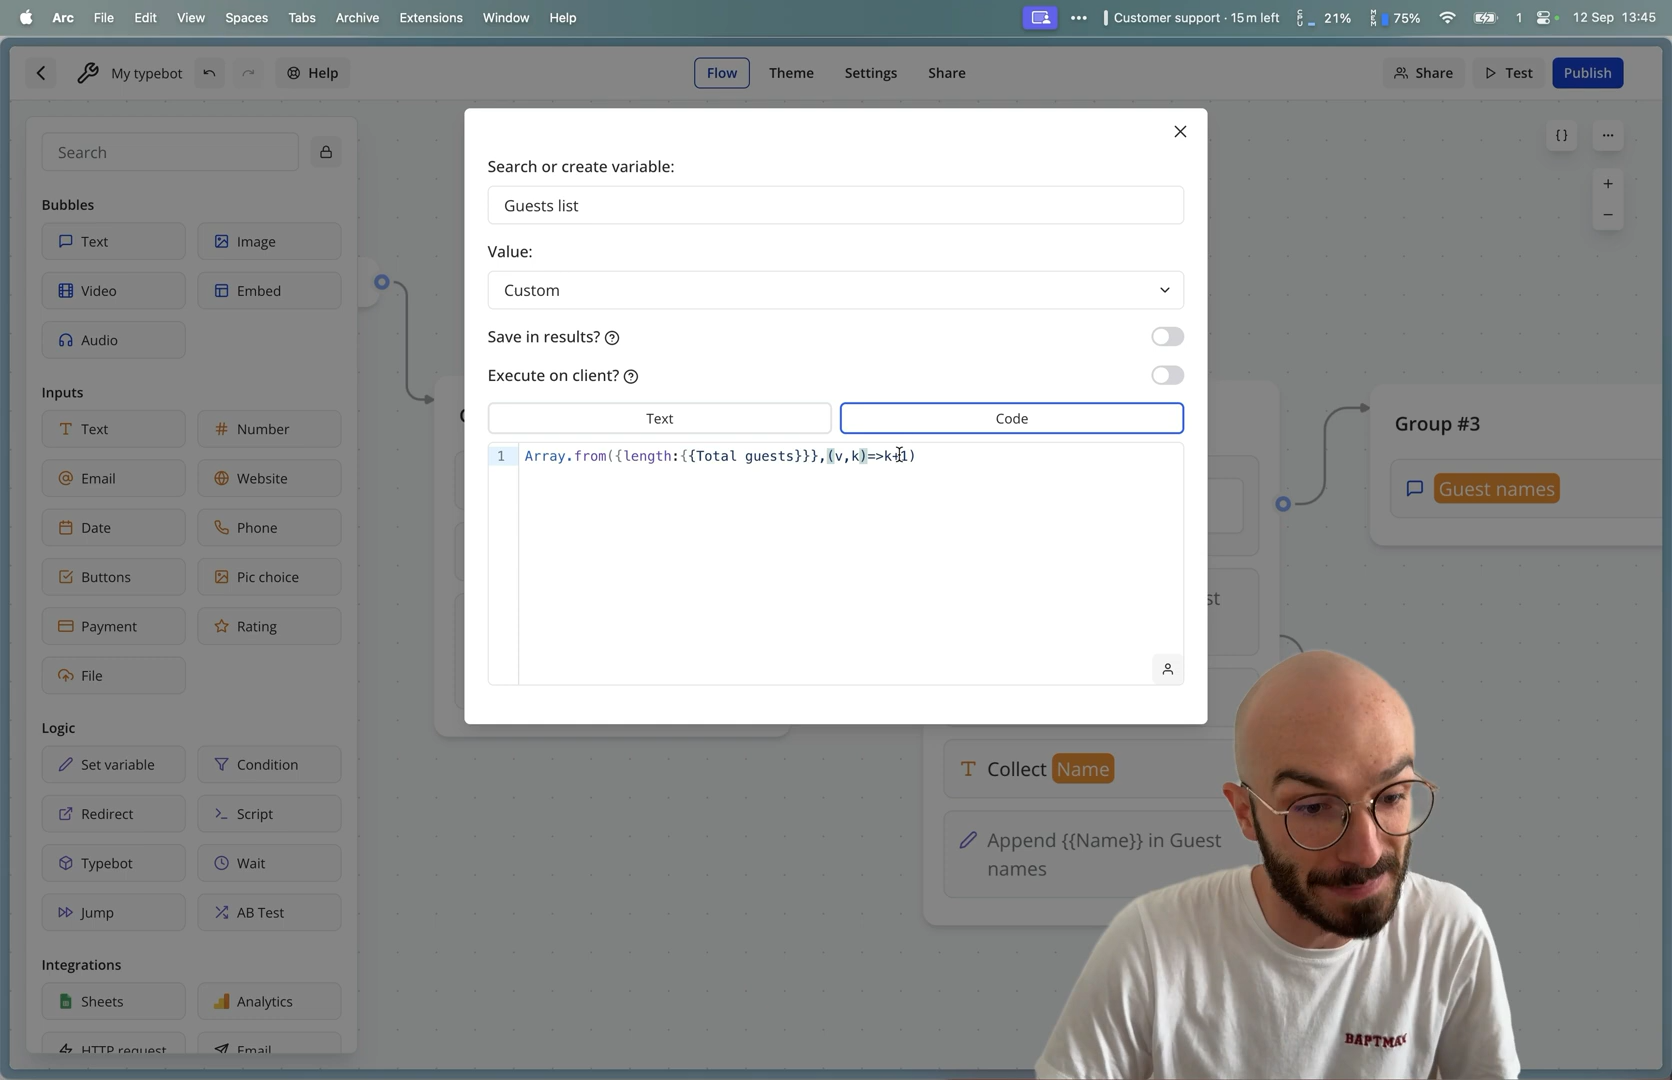 Arc File Edit View Spaces Tabs Archive Extensions Window Help
Customer support · 15 m left CPU 21% MEM 75% 1 12 Sep 13:45
My typebot Help Flow Theme Settings Share Share Test Publish
Search
Bubbles
Text Image
Video Embed
Audio
Inputs
Text Number
Email Website
Date Phone
Buttons Pic choice
Payment Rating
File
Logic
Set variable Condition
Redirect Script
Typebot Wait
Jump AB Test
Integrations
Sheets Analytics
HTTP request Email
Search or create variable:
Guests list
Value:
Custom
Save in results?
Execute on client?
Text Code
1 Array.from({length:{{Total guests}}},(v,k)=>k+1)
Group #3
Guest names
st
Collect Name
Append {{Name}} in Guest
names
BAPTMAX